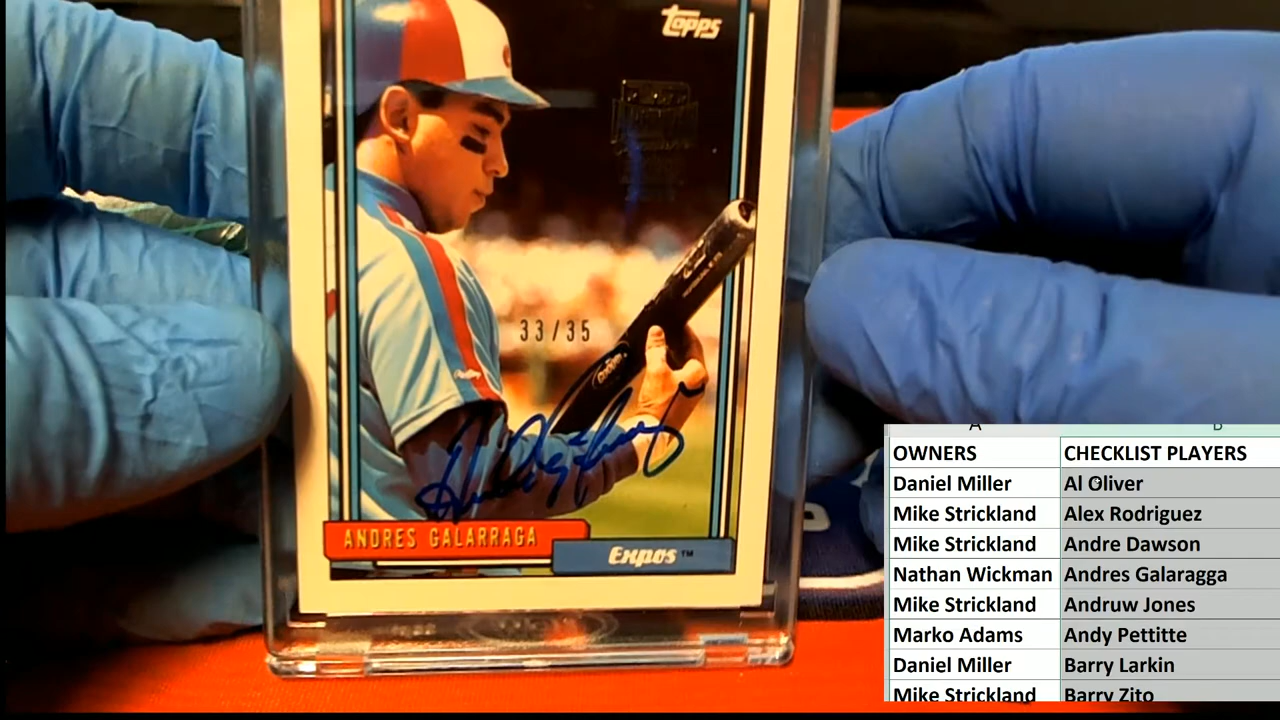 topps
33/35
ANDRES GALARRAGA
Expos™
A
B
OWNERS
CHECKLIST PLAYERS
Daniel Miller
Al Oliver
Mike Strickland
Alex Rodriguez
Mike Strickland
Andre Dawson
Nathan Wickman
Andres Galaragga
Mike Strickland
Andruw Jones
Marko Adams
Andy Pettitte
Daniel Miller
Barry Larkin
Mike Strickland
Barry Zito